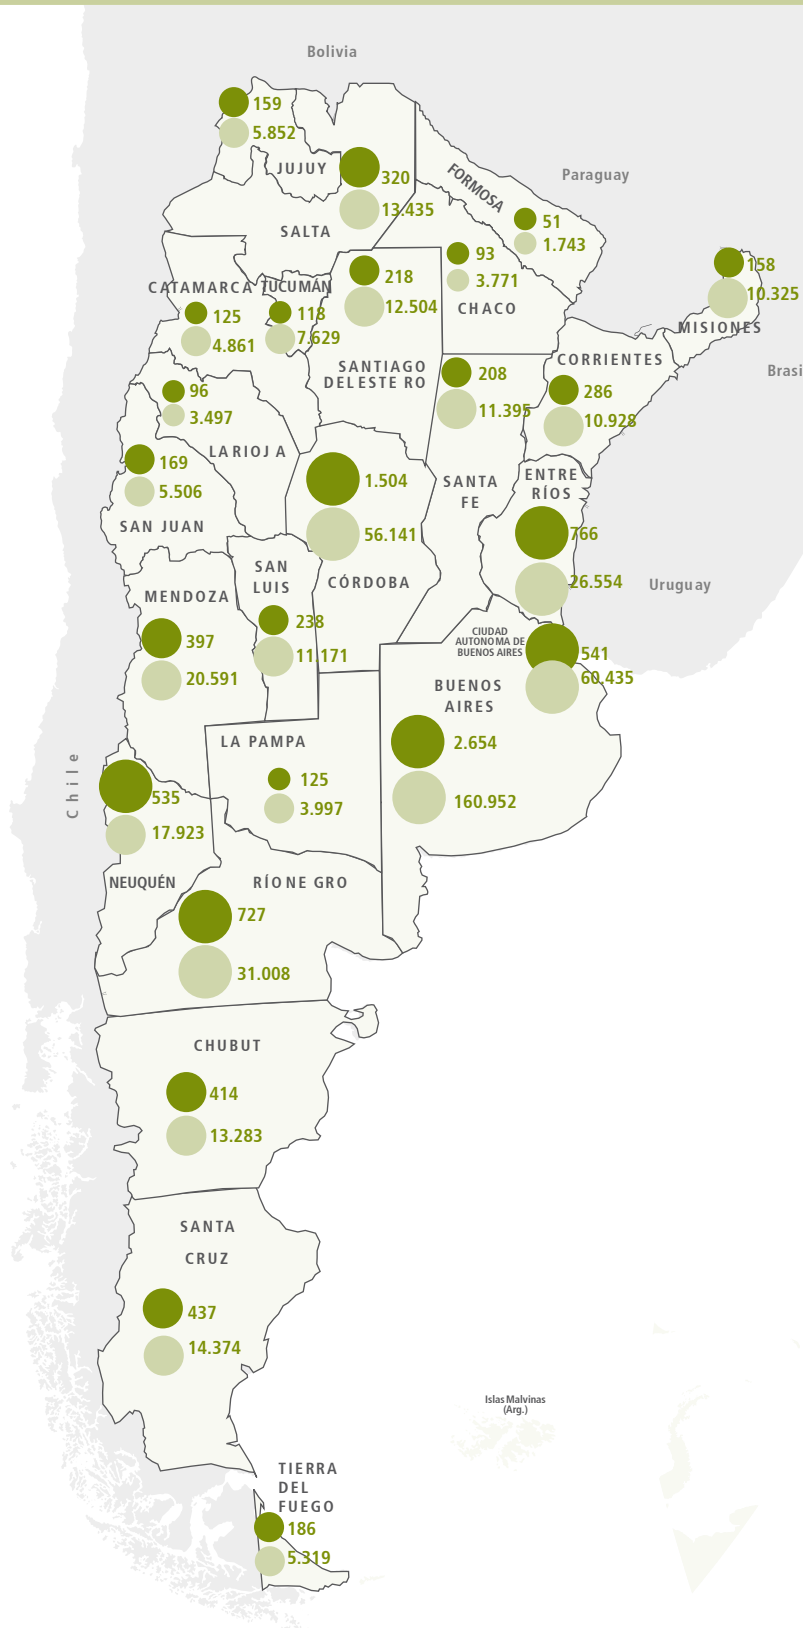 Bolivia
159
5.852
JUJUY
320
13.435
SALTA
FORMOSA
Paraguay
51
1.743
93
3.771
CHACO
158
10.325
MISIONES
CATAMARCA
125
4.861
TUCUMÁN
118
7.629
218
12.504
SANTIAGO
DEL ESTE RO
CORRIENTES
286
10.928
Brasi
96
3.497
LA RIOJ A
208
11.395
SANTA
FE
169
5.506
SAN JUAN
1.504
56.141
CÓRDOBA
ENTRE
RÍOS
766
26.554
Uruguay
MENDOZA
397
20.591
SAN
LUIS
238
11.171
CIUDAD
AUTONOMA DE
BUENOS AIRES
541
60.435
BUENOS
AIRES
2.654
160.952
LA PAMPA
125
3.997
Chile
535
17.923
NEUQUÉN
RÍO NE GRO
727
31.008
CHUBUT
414
13.283
SANTA
CRUZ
437
14.374
Islas Malvinas
(Arg.)
TIERRA
DEL
FUEGO
186
5.319